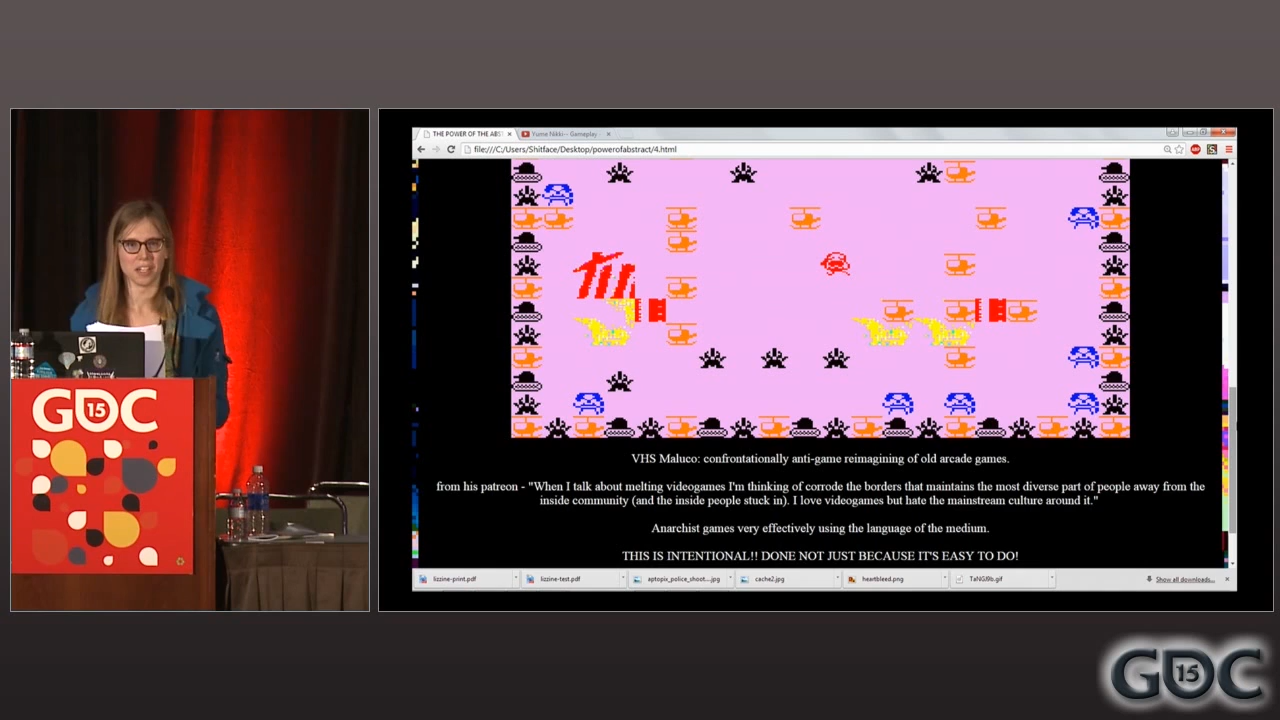 THE POWER OF THE ABS
Yume Nikki-- Gameplay
file:///C:/Users/Shitface/Desktop/powerofabstract/4.html
ABP
S
VHS Maluco: confrontationally anti-game reimagining of old arcade games.
from his patreon - "When I talk about melting videogames I'm thinking of corrode the borders that maintains the most diverse part of people away from the
inside community (and the inside people stuck in). I love videogames but hate the mainstream culture around it."
Anarchist games very effectively using the language of the medium.
THIS IS INTENTIONAL!! DONE NOT JUST BECAUSE IT'S EASY TO DO!
lizzine-print.pdf
lizzine-test.pdf
aptopix_police_shoot....jpg
cache2.jpg
heartbleed.png
TaNGJ9b.gif
Show all downloads...
GDC
15
GDC
15